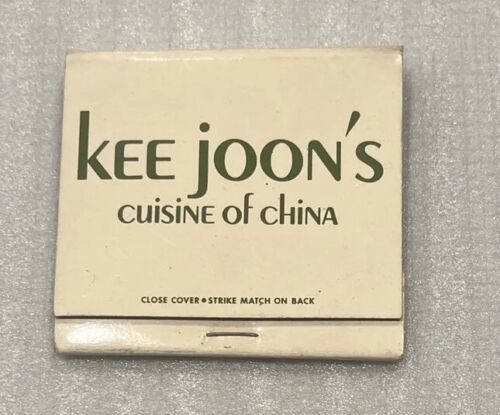 kEE jOON's
cuisiNE of cHiNA
CLOSE COVER • STRIKE MATCH ON BACK